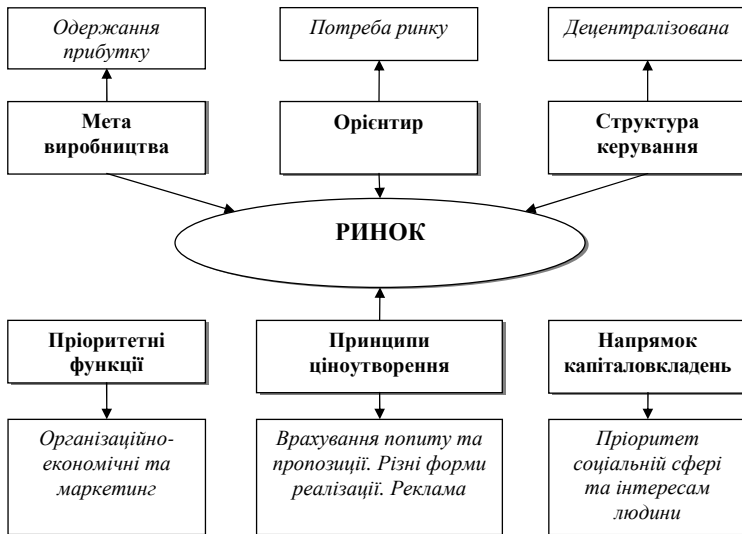 Одержання
прибутку
Потреба ринку
Децентралізована
Мета
виробництва
Орієнтир
Структура
керування
РИНОК
Пріоритетні
функції
Принципи
ціноутворення
Напрямок
капіталовкладень
Організаційно-
економічні та
маркетинг
Врахування попиту та
пропозиції. Різні форми
реалізації. Реклама
Пріоритет
соціальній сфері
та інтересам
людини